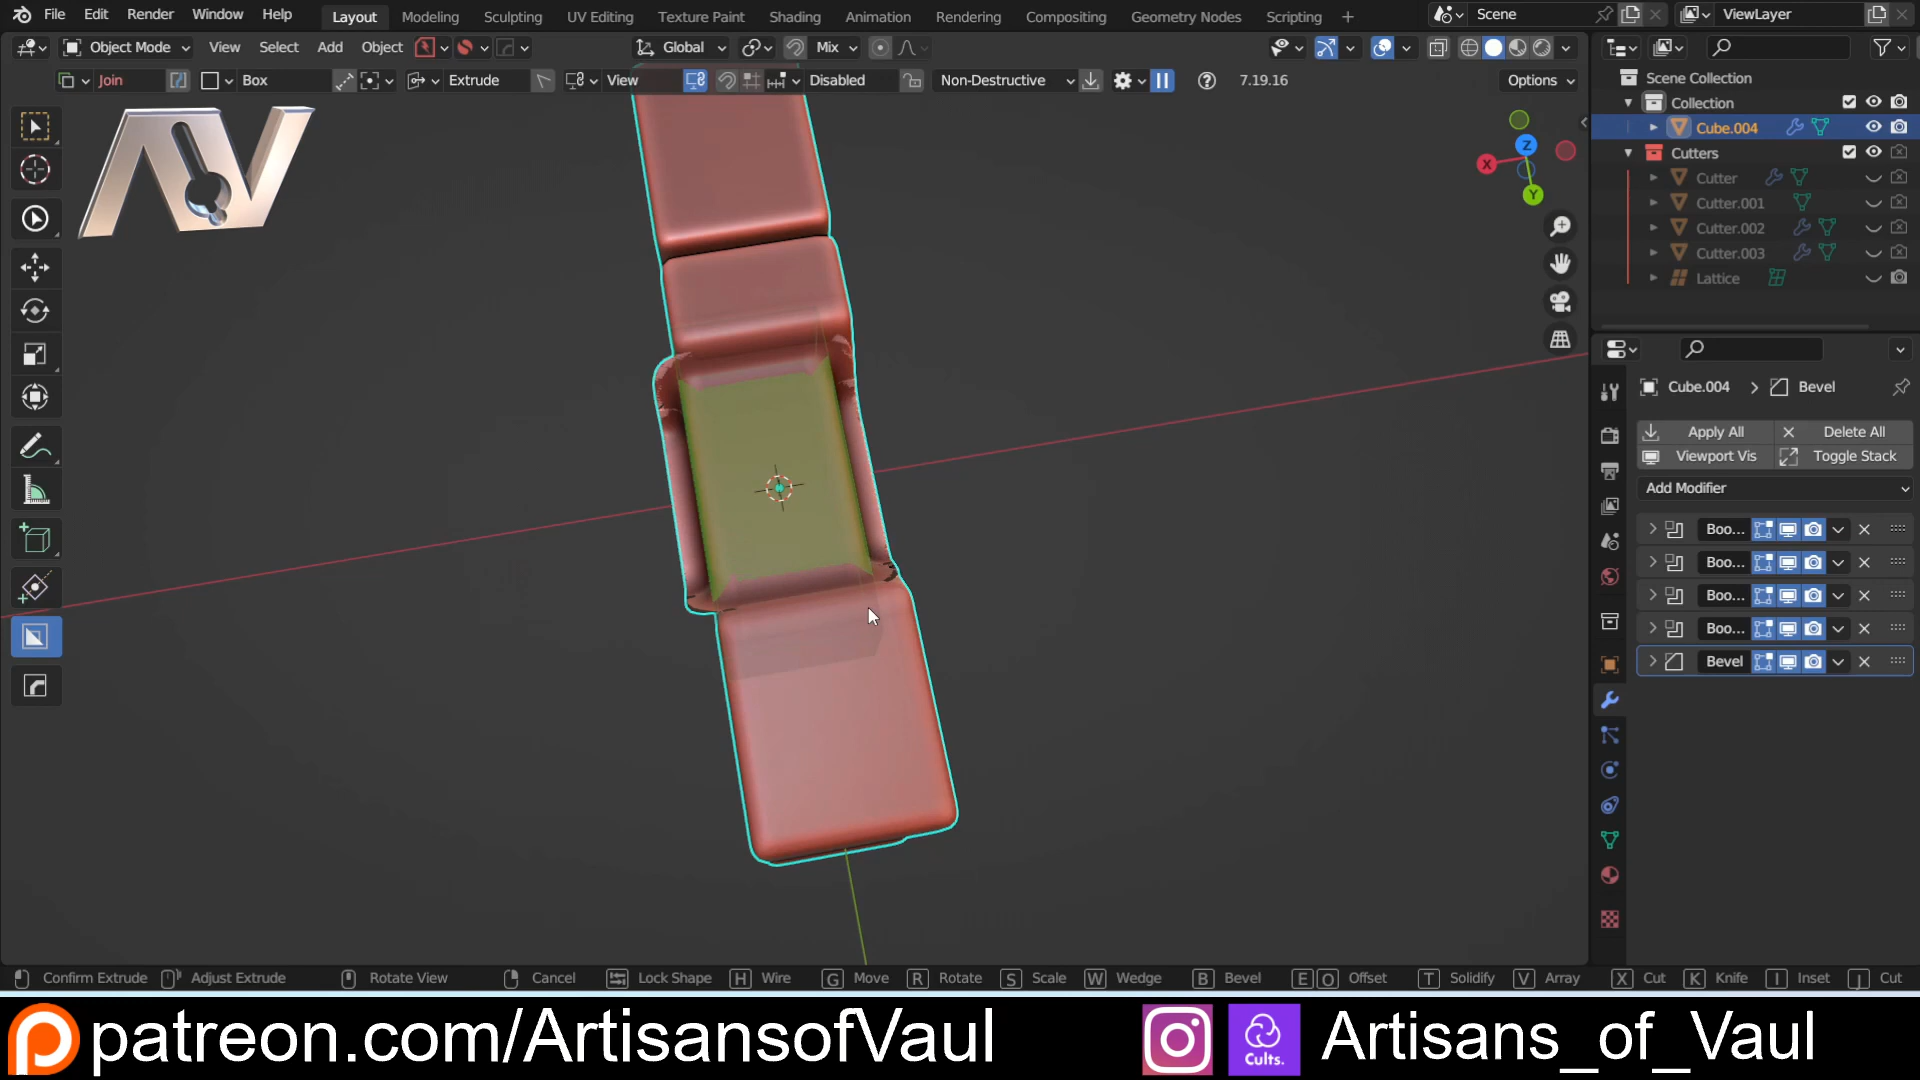 File Edit Render Window Help Layout Modeling Sculpting UV Editing Texture Paint Shading Animation Rendering Compositing Geometry Nodes Scripting + Scene ViewLayer
Object Mode View Select Add Object Global Mix
Join Box Extrude View Disabled Non-Destructive 7.19.16 Options
Scene Collection
Collection
Cube.004
Cutters
Cutter
Cutter.001
Cutter.002
Cutter.003
Lattice
AV
Z
X
Y
Cube.004 > Bevel
Apply All Delete All
Viewport Vis Toggle Stack
Add Modifier
Boo...
Boo...
Boo...
Boo...
Bevel
Confirm Extrude Adjust Extrude Rotate View Cancel Lock Shape H Wire G Move R Rotate S Scale W Wedge B Bevel E O Offset T Solidify V Array X Cut K Knife I Inset J Cut
patreon.com/ArtisansofVaul Cults. Artisans_of_Vaul